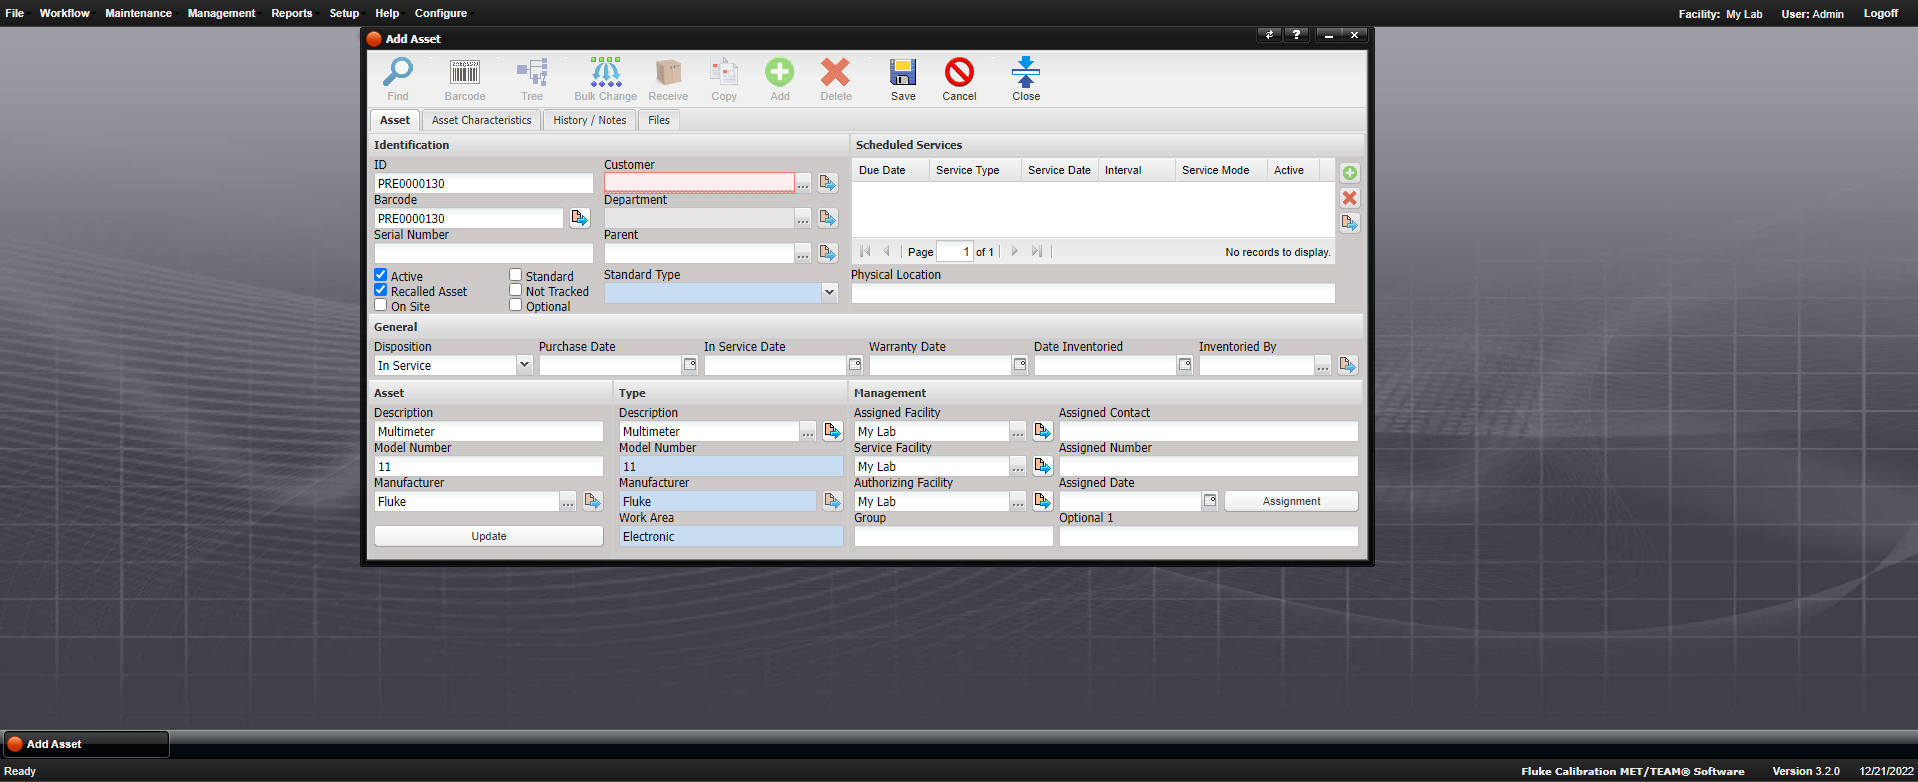 File Workflow Maintenance Management Reports Setup Help Configure Facility: My Lab User: Admin Logoff
Add Asset
Find Barcode Tree Bulk Change Receive Copy Add Delete Save Cancel Close
Asset Asset Characteristics History / Notes Files
Identification Scheduled Services
ID Customer
Due Date Service Type Service Date Interval Service Mode Active
PRE0000130
Barcode Department
PRE0000130
Serial Number Parent
Page 1 of 1 No records to display.
Active Standard Standard Type Physical Location
Recalled Asset Not Tracked
On Site Optional
General
Disposition Purchase Date In Service Date Warranty Date Date Inventoried Inventoried By
In Service
Asset Type Management
Description Description Assigned Facility Assigned Contact
Multimeter Multimeter My Lab
Model Number Model Number Service Facility Assigned Number
11 11 My Lab
Manufacturer Manufacturer Authorizing Facility Assigned Date
Fluke Fluke My Lab Assignment
Work Area Group Optional 1
Update Electronic
Add Asset
Ready Fluke Calibration MET/TEAM® Software Version 3.2.0 12/21/2022